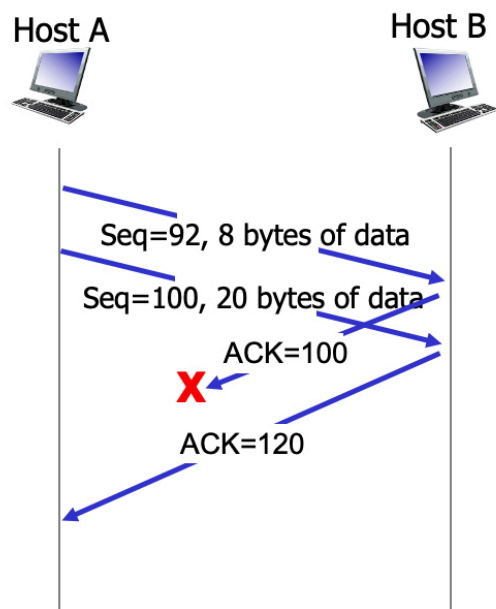 Host A
Host B
Seq=92, 8 bytes of data
Seq=100, 20 bytes of data
ACK=100
X
ACK=120